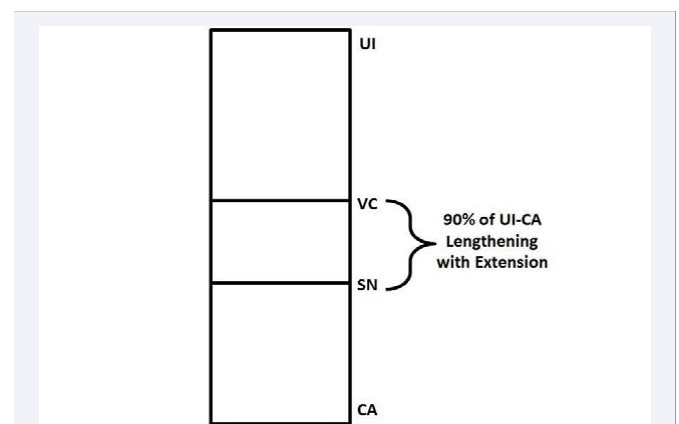 UI
VC
90% of UI-CA
Lengthening
with Extension
SN
CA